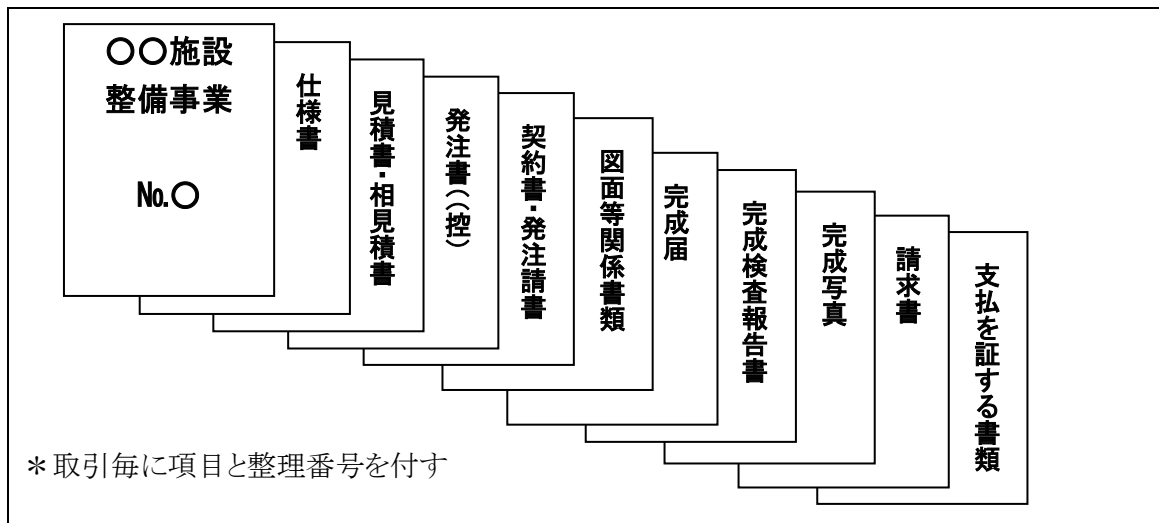 〇〇施設
整備事業
No.〇
仕様書
見積書・相見積書
発注書((控)
契約書・発注請書
図面等関係書類
完成届
完成検査報告書
完成写真
請求書
支払を証する書類
＊取引毎に項目と整理番号を付す